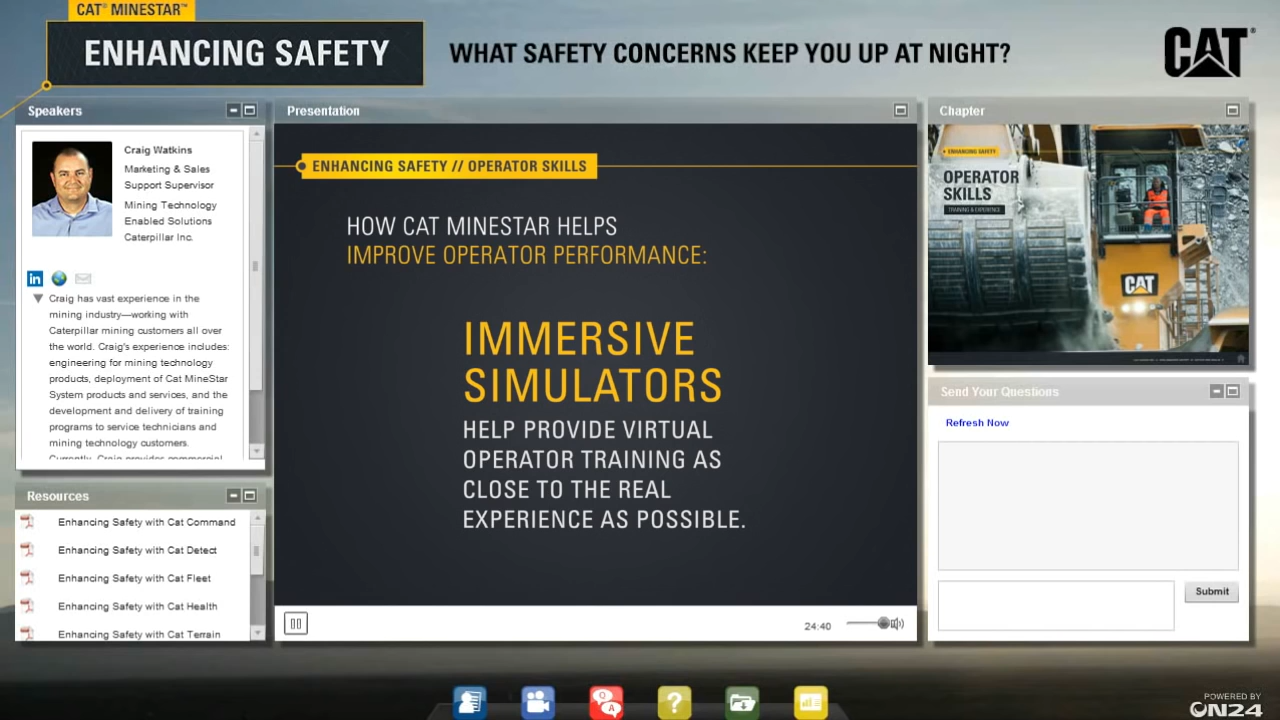 CAT® MINESTAR™
ENHANCING SAFETY
WHAT SAFETY CONCERNS KEEP YOU UP AT NIGHT?
CAT®
Speakers
Craig Watkins
Marketing & Sales
Support Supervisor
Mining Technology
Enabled Solutions
Caterpillar Inc.
in
Craig has vast experience in the
mining industry—working with
Caterpillar mining customers all over
the world. Craig's experience includes:
engineering for mining technology
products, deployment of Cat MineStar
System products and services, and the
development and delivery of training
programs to service technicians and
mining technology customers.
Currently, Craig provides commercial
Resources
Enhancing Safety with Cat Command
Enhancing Safety with Cat Detect
Enhancing Safety with Cat Fleet
Enhancing Safety with Cat Health
Enhancing Safety with Cat Terrain
Presentation
ENHANCING SAFETY // OPERATOR SKILLS
HOW CAT MINESTAR HELPS
IMPROVE OPERATOR PERFORMANCE:
IMMERSIVE
SIMULATORS
HELP PROVIDE VIRTUAL
OPERATOR TRAINING AS
CLOSE TO THE REAL
EXPERIENCE AS POSSIBLE.
24:40
Chapter
ENHANCING SAFETY
OPERATOR
SKILLS
TRAINING & EXPERIENCE
CAT
Send Your Questions
Refresh Now
Submit
Q
A
?
POWERED BY
ON24